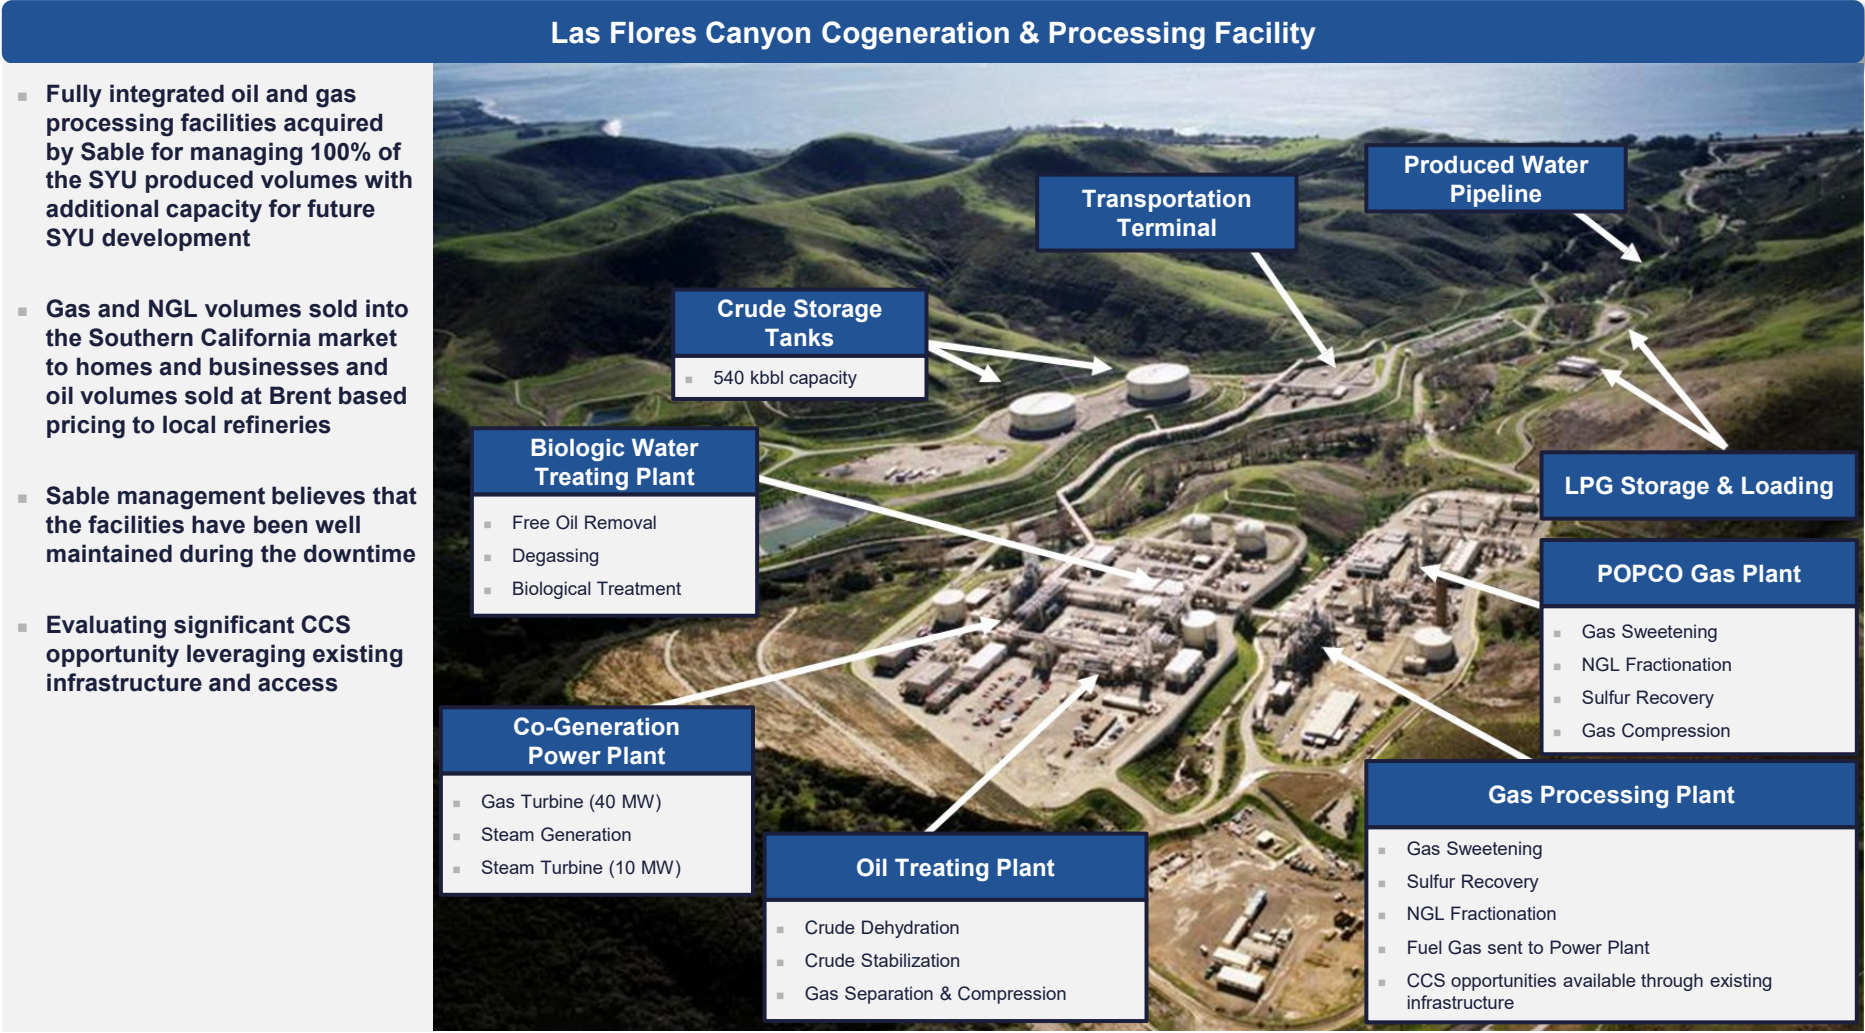 Las Flores Canyon Cogeneration & Processing Facility
Fully integrated oil and gas
processing facilities acquired
by Sable for managing 100% of
the SYU produced volumes with
additional capacity for future
SYU development
Gas and NGL volumes sold into
the Southern California market
to homes and businesses and
oil volumes sold at Brent based
pricing to local refineries
Sable management believes that
the facilities have been well
maintained during the downtime
Evaluating significant CCS
opportunity leveraging existing
infrastructure and access
Produced Water
Pipeline
Transportation
Terminal
Crude Storage
Tanks
540 kbbl capacity
Biologic Water
Treating Plant
Free Oil Removal
Degassing
Biological Treatment
LPG Storage & Loading
POPCO Gas Plant
Gas Sweetening
NGL Fractionation
Sulfur Recovery
Gas Compression
Co-Generation
Power Plant
Gas Turbine (40 MW)
Steam Generation
Steam Turbine (10 MW)
Oil Treating Plant
Crude Dehydration
Crude Stabilization
Gas Separation & Compression
Gas Processing Plant
Gas Sweetening
Sulfur Recovery
NGL Fractionation
Fuel Gas sent to Power Plant
CCS opportunities available through existing
infrastructure